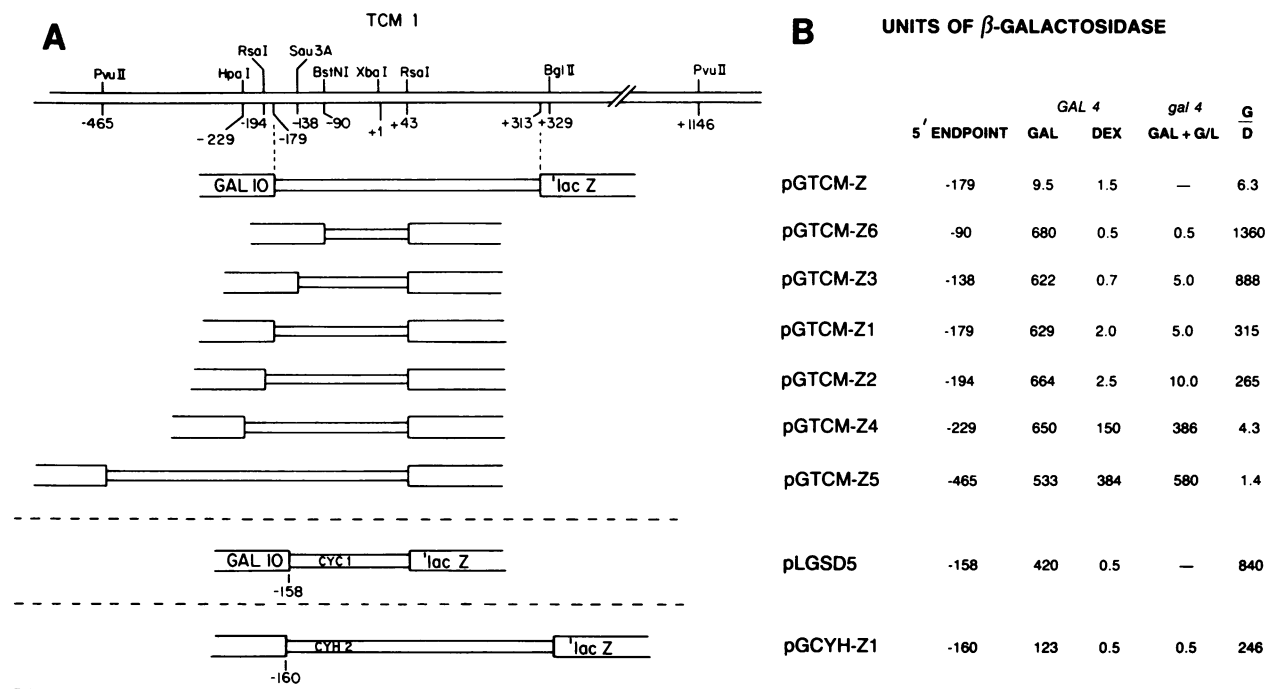 A
TCM 1
RsaI Sau3A
PvuII HpaI BstNI XbaI RsaI BglII PvuII
-465 -229 -194 -179 -138 -90 +1 +43 +313 +329 +1146
GAL 10 'lac Z
GAL 10 CYC1 'lac Z
-158
CYH2 'lac Z
-160
B UNITS OF β-GALACTOSIDASE
GAL 4 gal 4 G
5' ENDPOINT GAL DEX GAL + G/L D
pGTCM-Z -179 9.5 1.5 — 6.3
pGTCM-Z6 -90 680 0.5 0.5 1360
pGTCM-Z3 -138 622 0.7 5.0 888
pGTCM-Z1 -179 629 2.0 5.0 315
pGTCM-Z2 -194 664 2.5 10.0 265
pGTCM-Z4 -229 650 150 386 4.3
pGTCM-Z5 -465 533 384 580 1.4
pLGSD5 -158 420 0.5 — 840
pGCYH-Z1 -160 123 0.5 0.5 246